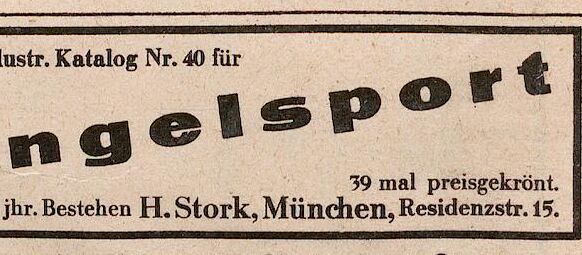 lustr. Katalog Nr. 40 für
ngelsport
39 mal preisgekrönt.
jhr. Bestehen H. Stork, München, Residenzstr. 15.